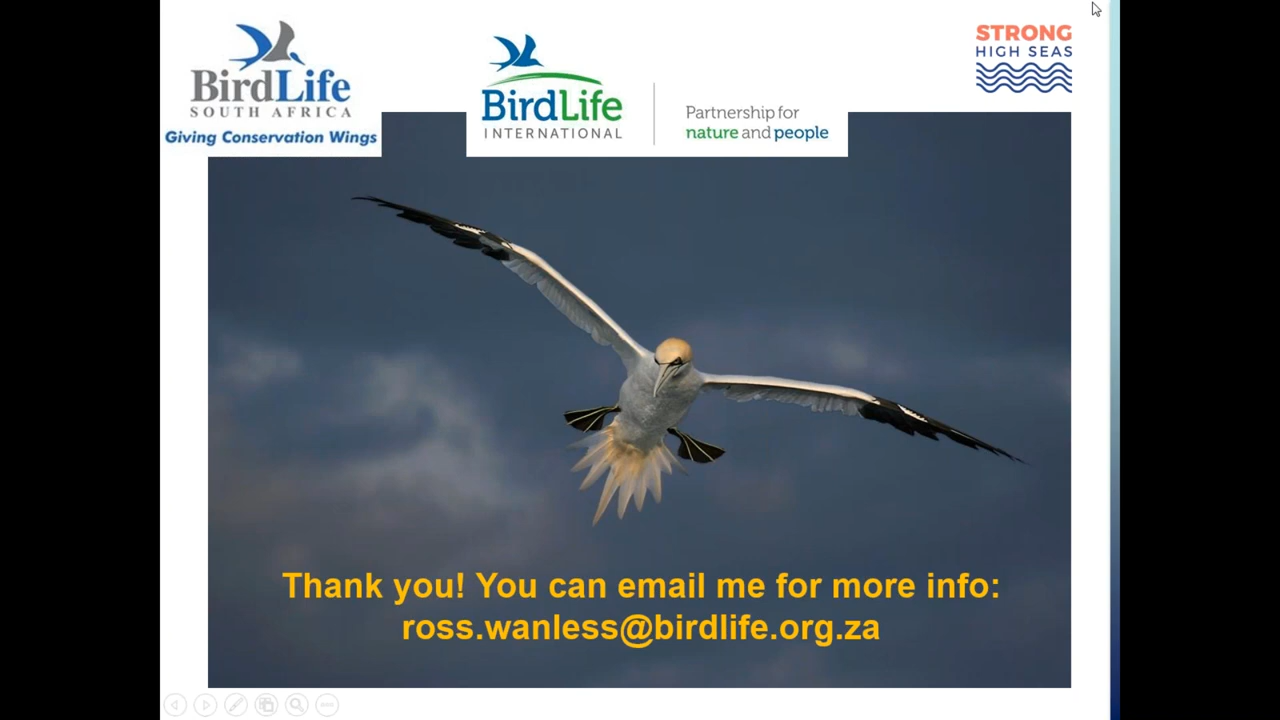 BirdLife
SOUTH AFRICA
Giving Conservation Wings
BirdLife
INTERNATIONAL
Partnership for
nature and people
STRONG
HIGH SEAS
Thank you! You can email me for more info:
ross.wanless@birdlife.org.za